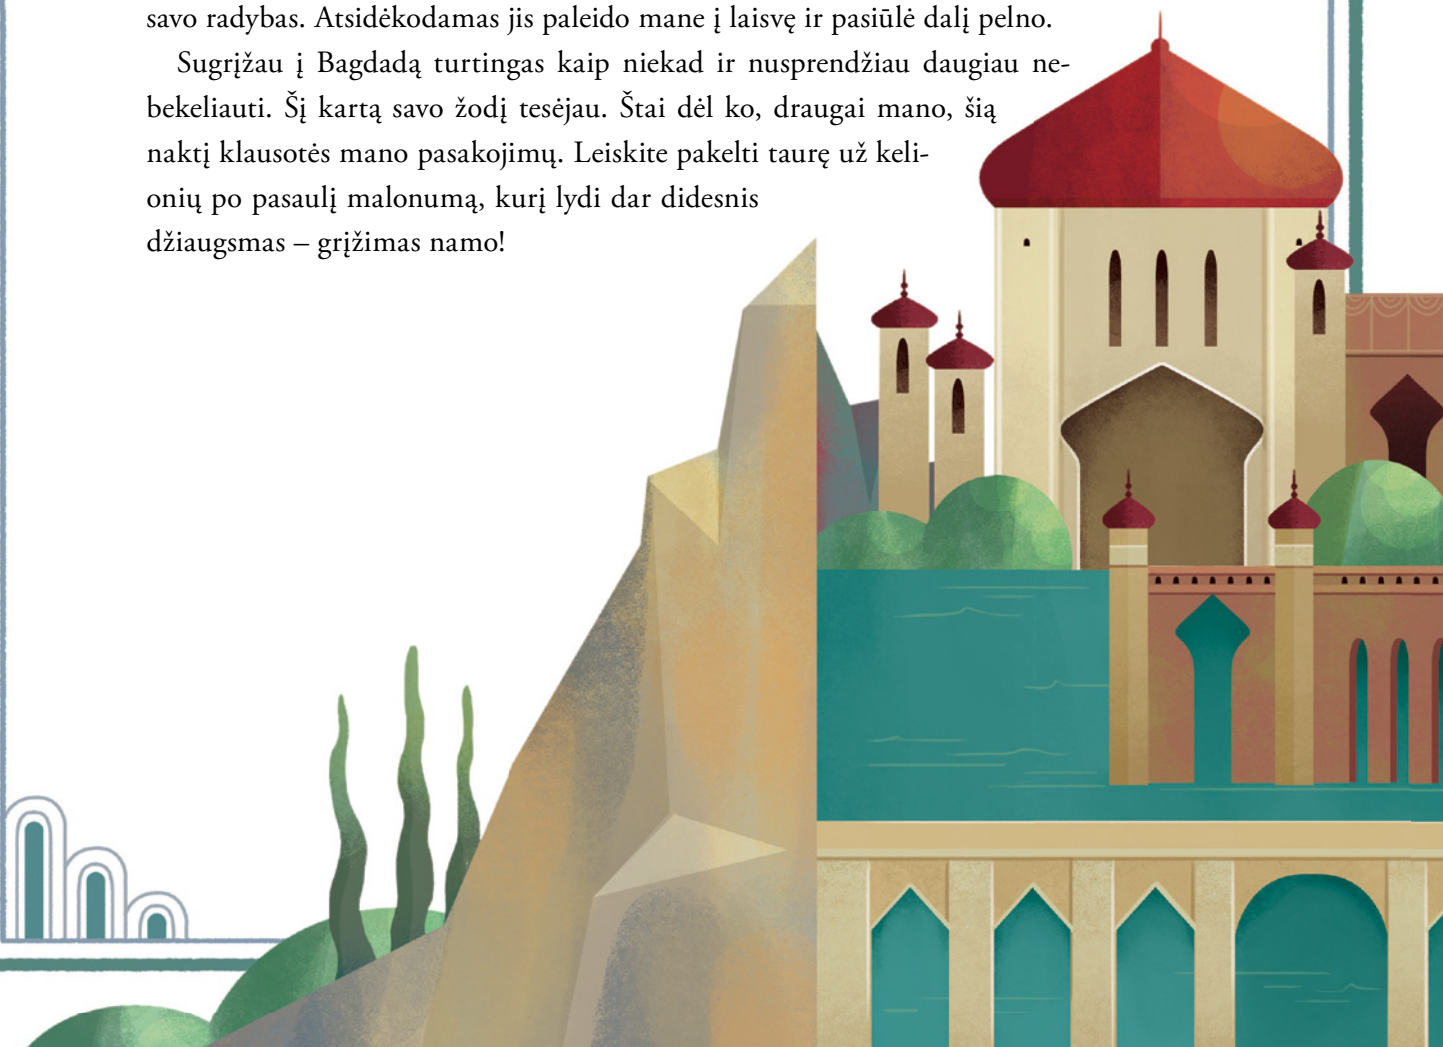 savo radybas. Atsidėkodamas jis paleido mane į laisvę ir pasiūlė dalį pelno.
Sugrįžau į Bagdadą turtingas kaip niekad ir nusprendžiau daugiau ne-
bekeliauti. Šį kartą savo žodį tesėjau. Štai dėl ko, draugai mano, šią
naktį klausotės mano pasakojimų. Leiskite pakelti taurę už keli-
onių po pasaulį malonumą, kurį lydi dar didesnis
džiaugsmas – grįžimas namo!